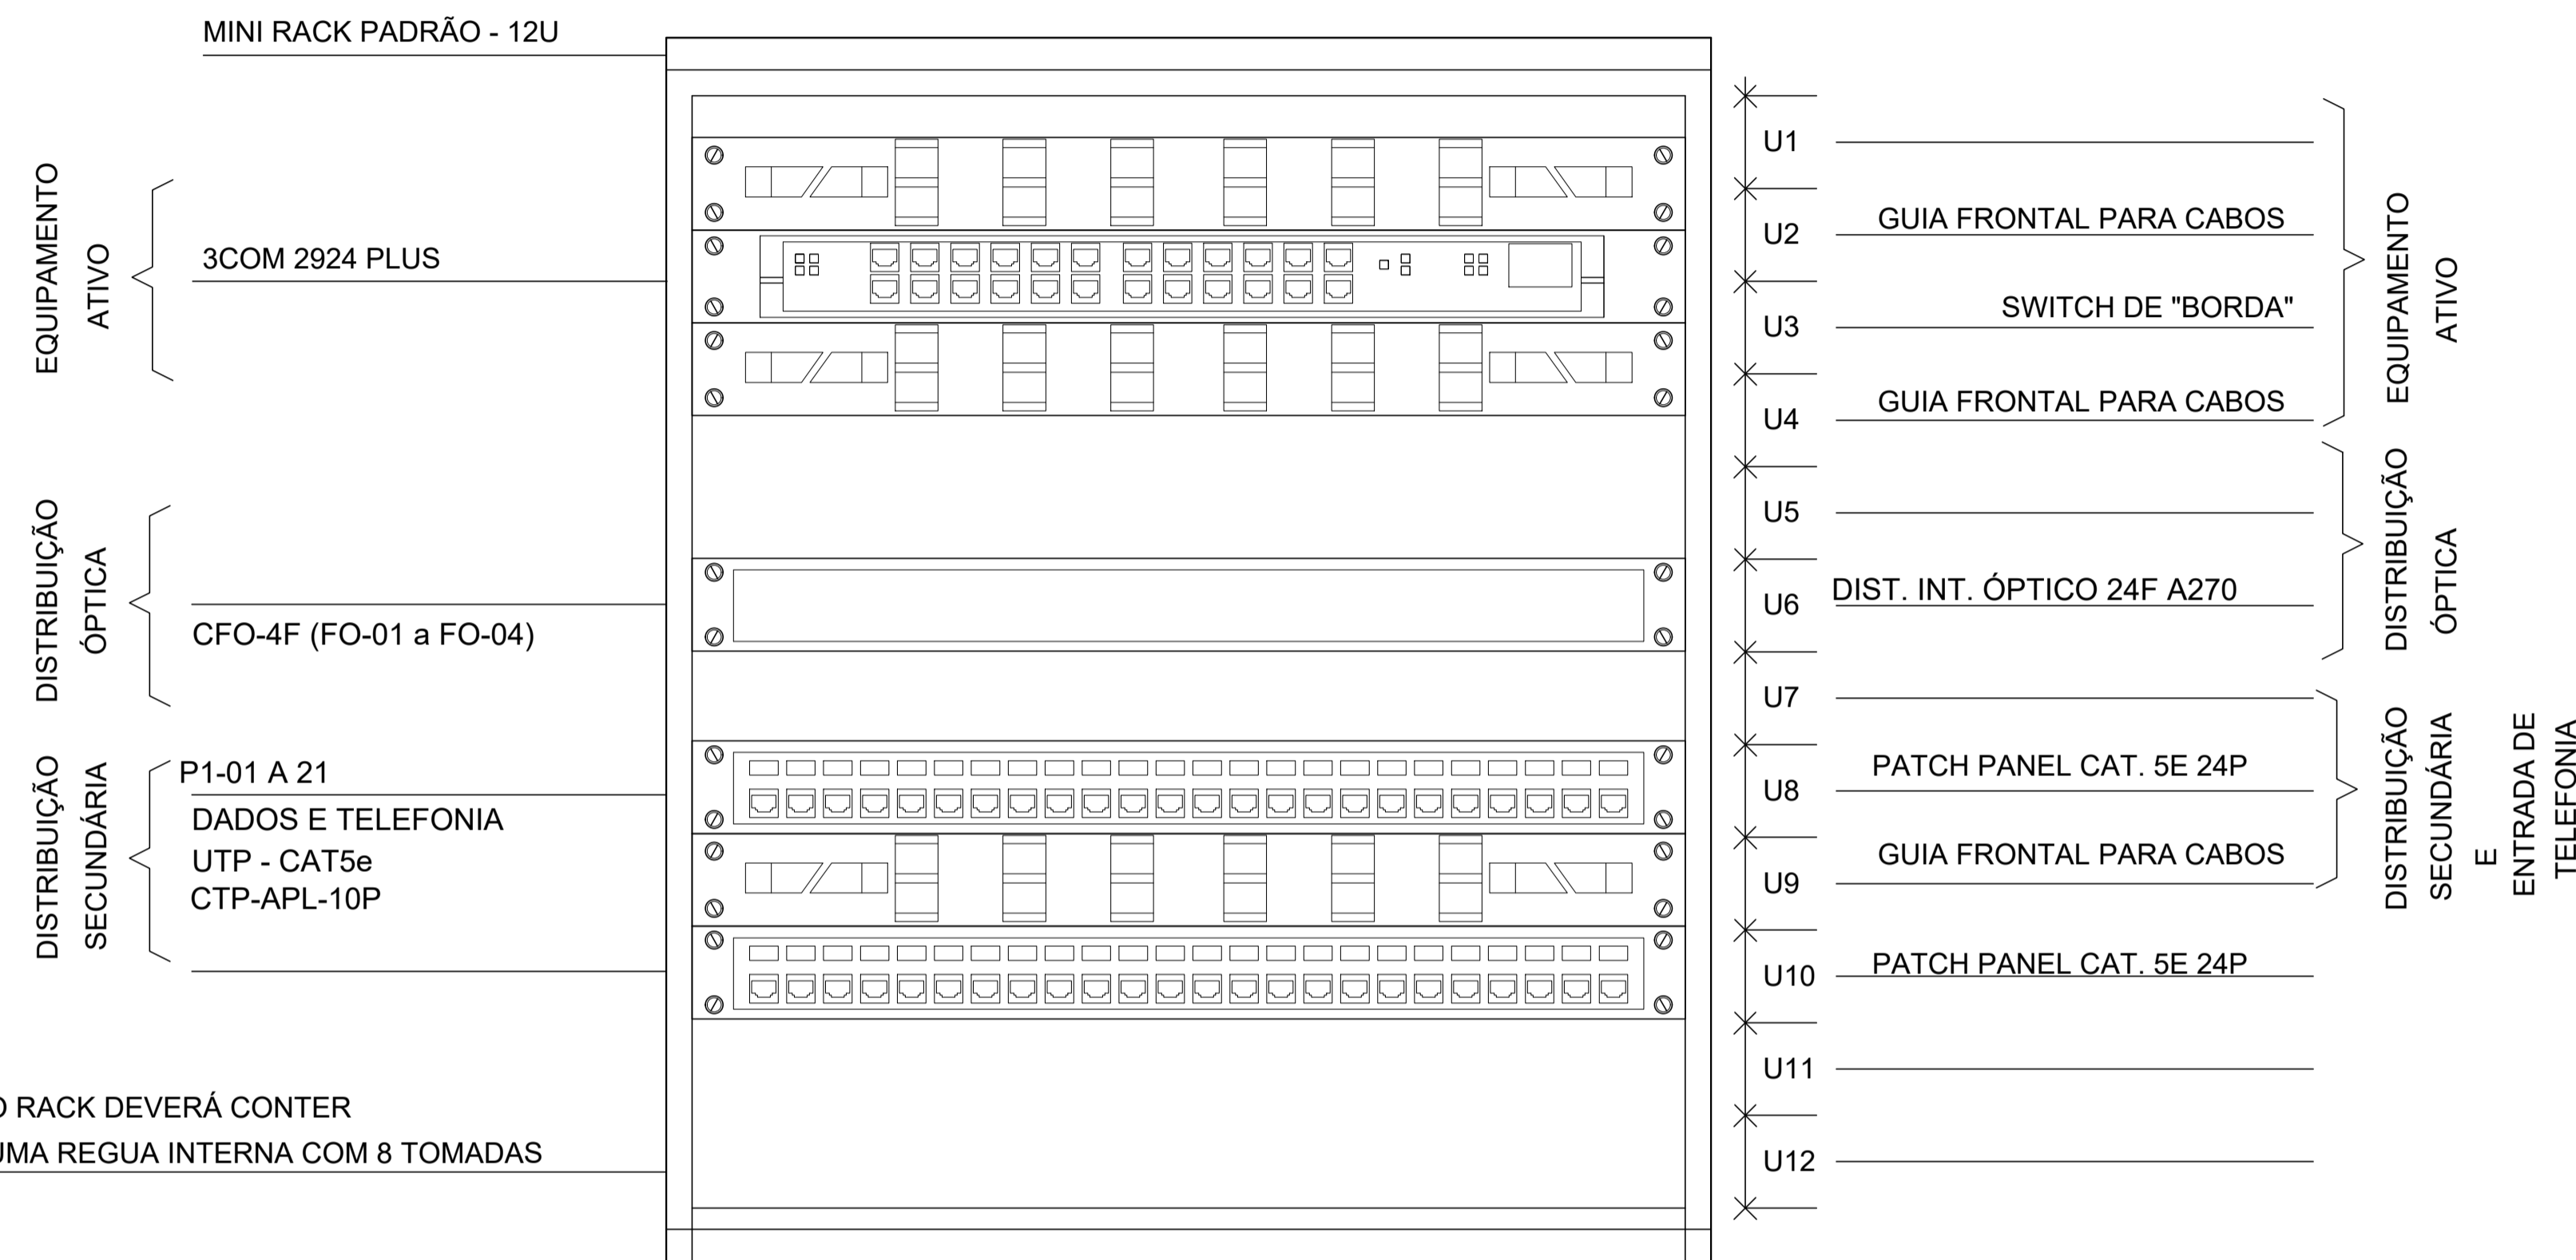 MINI RACK PADRÃO - 12U
EQUIPAMENTO
ATIVO
3COM 2924 PLUS
DISTRIBUIÇÃO
ÓPTICA
CFO-4F (FO-01 a FO-04)
DISTRIBUIÇÃO
SECUNDÁRIA
P1-01 A 21
DADOS E TELEFONIA
UTP - CAT5e
CTP-APL-10P
O RACK DEVERÁ CONTER
UMA REGUA INTERNA COM 8 TOMADAS
U1
U2 GUIA FRONTAL PARA CABOS
U3 SWITCH DE "BORDA"
U4 GUIA FRONTAL PARA CABOS
U5
U6 DIST. INT. ÓPTICO 24F A270
U7
U8 PATCH PANEL CAT. 5E 24P
U9 GUIA FRONTAL PARA CABOS
U10 PATCH PANEL CAT. 5E 24P
U11
U12
EQUIPAMENTO
ATIVO
DISTRIBUIÇÃO
ÓPTICA
DISTRIBUIÇÃO
SECUNDÁRIA
E
ENTRADA DE
TELEFONIA